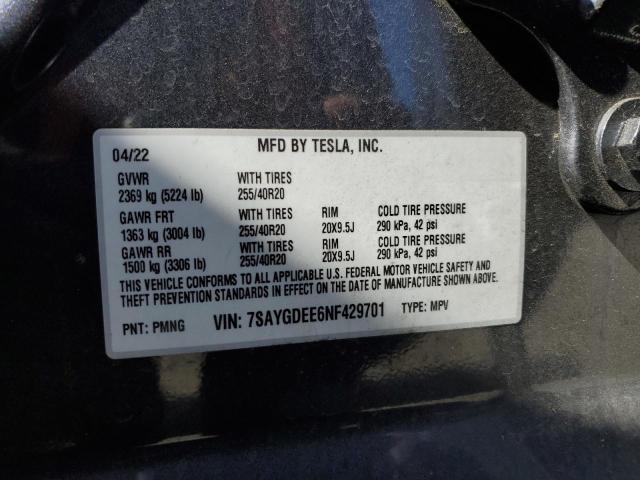 MFD BY TESLA, INC.
04/22
GVWR WITH TIRES
2369 kg (5224 lb) 255/40R20
GAWR FRT WITH TIRES RIM COLD TIRE PRESSURE
1363 kg (3004 lb) 255/40R20 20X9.5J 290 kPa, 42 psi
GAWR RR WITH TIRES RIM COLD TIRE PRESSURE
1500 kg (3306 lb) 255/40R20 20X9.5J 290 kPa, 42 psi
THIS VEHICLE CONFORMS TO ALL APPLICABLE U.S. FEDERAL MOTOR VEHICLE SAFETY AND
THEFT PREVENTION STANDARDS IN EFFECT ON THE DATE OF MANUFACTURE SHOWN ABOVE.
PNT: PMNG VIN: 7SAYGDEE6NF429701 TYPE: MPV